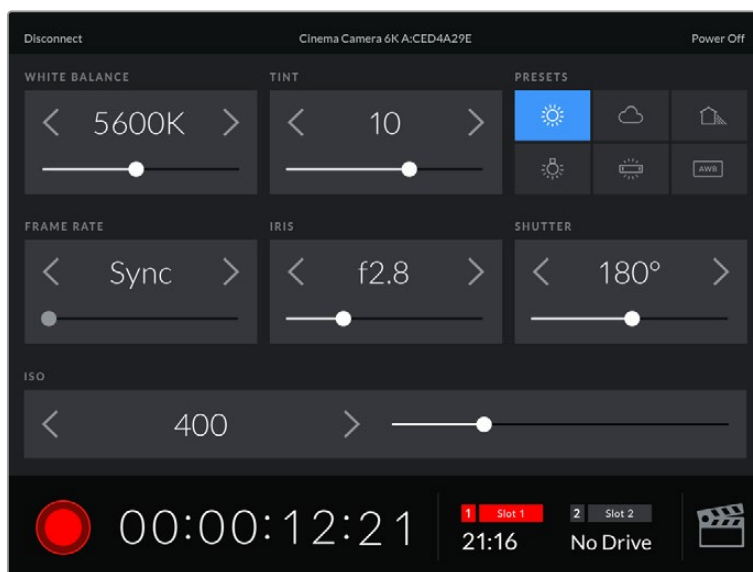 Disconnect Cinema Camera 6K A:CED4A29E Power Off
WHITE BALANCE TINT PRESETS
5600K 10
AWB
FRAME RATE IRIS SHUTTER
Sync f2.8 180°
ISO
400
00:00:12:21
1 Slot 1 2 Slot 2
21:16 No Drive